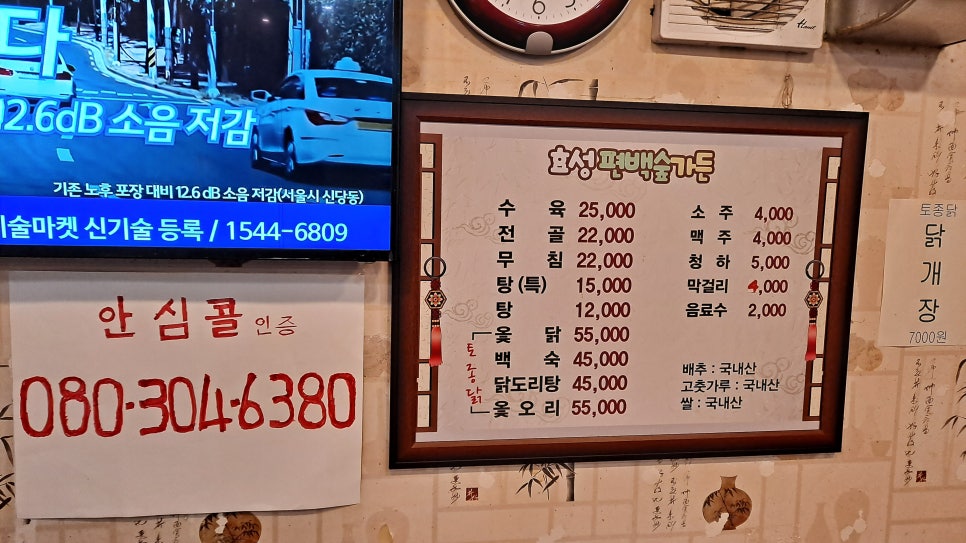 다
12.6dB 소음 저감
기존 노후 포장 대비 12.6 dB 소음 저감(서울시 신당동)
기술마켓 신기술 등록 / 1544-6809
안심콜 인증
080-304-6380
효성 편백숲가든
수육 25,000
전골 22,000
무침 22,000
탕(특) 15,000
탕 12,000
토종닭
옻닭 55,000
백숙 45,000
닭도리탕 45,000
옻오리 55,000
소주 4,000
맥주 4,000
청하 5,000
막걸리 4,000
음료수 2,000
배추 : 국내산
고춧가루 : 국내산
쌀 : 국내산
토종닭
닭개장
7000원